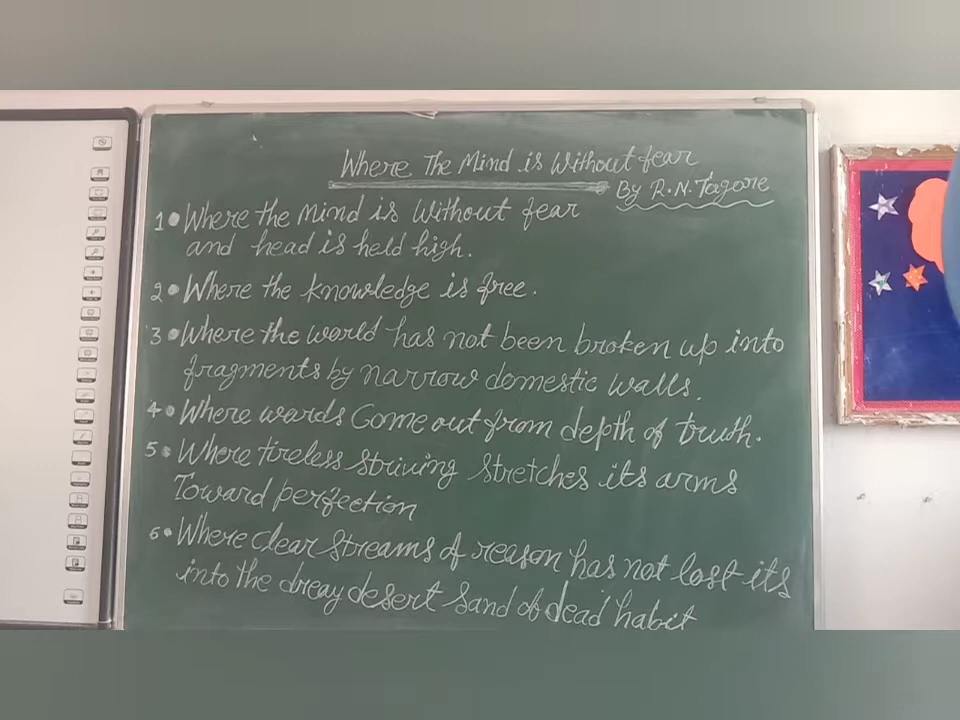 Where The Mind is Without fear
By R.N. Tagore
1• Where the Mind is Without fear
and head is held high.
2• Where the knowledge is free.
3• Where the world has not been broken up into
fragments by narrow domestic walls.
4• Where words Come out from depth of truth.
5• Where tireless striving stretches its arms
Toward perfection
6• Where clear streams of reason has not lost its
into the dreay desert sand of dead habit